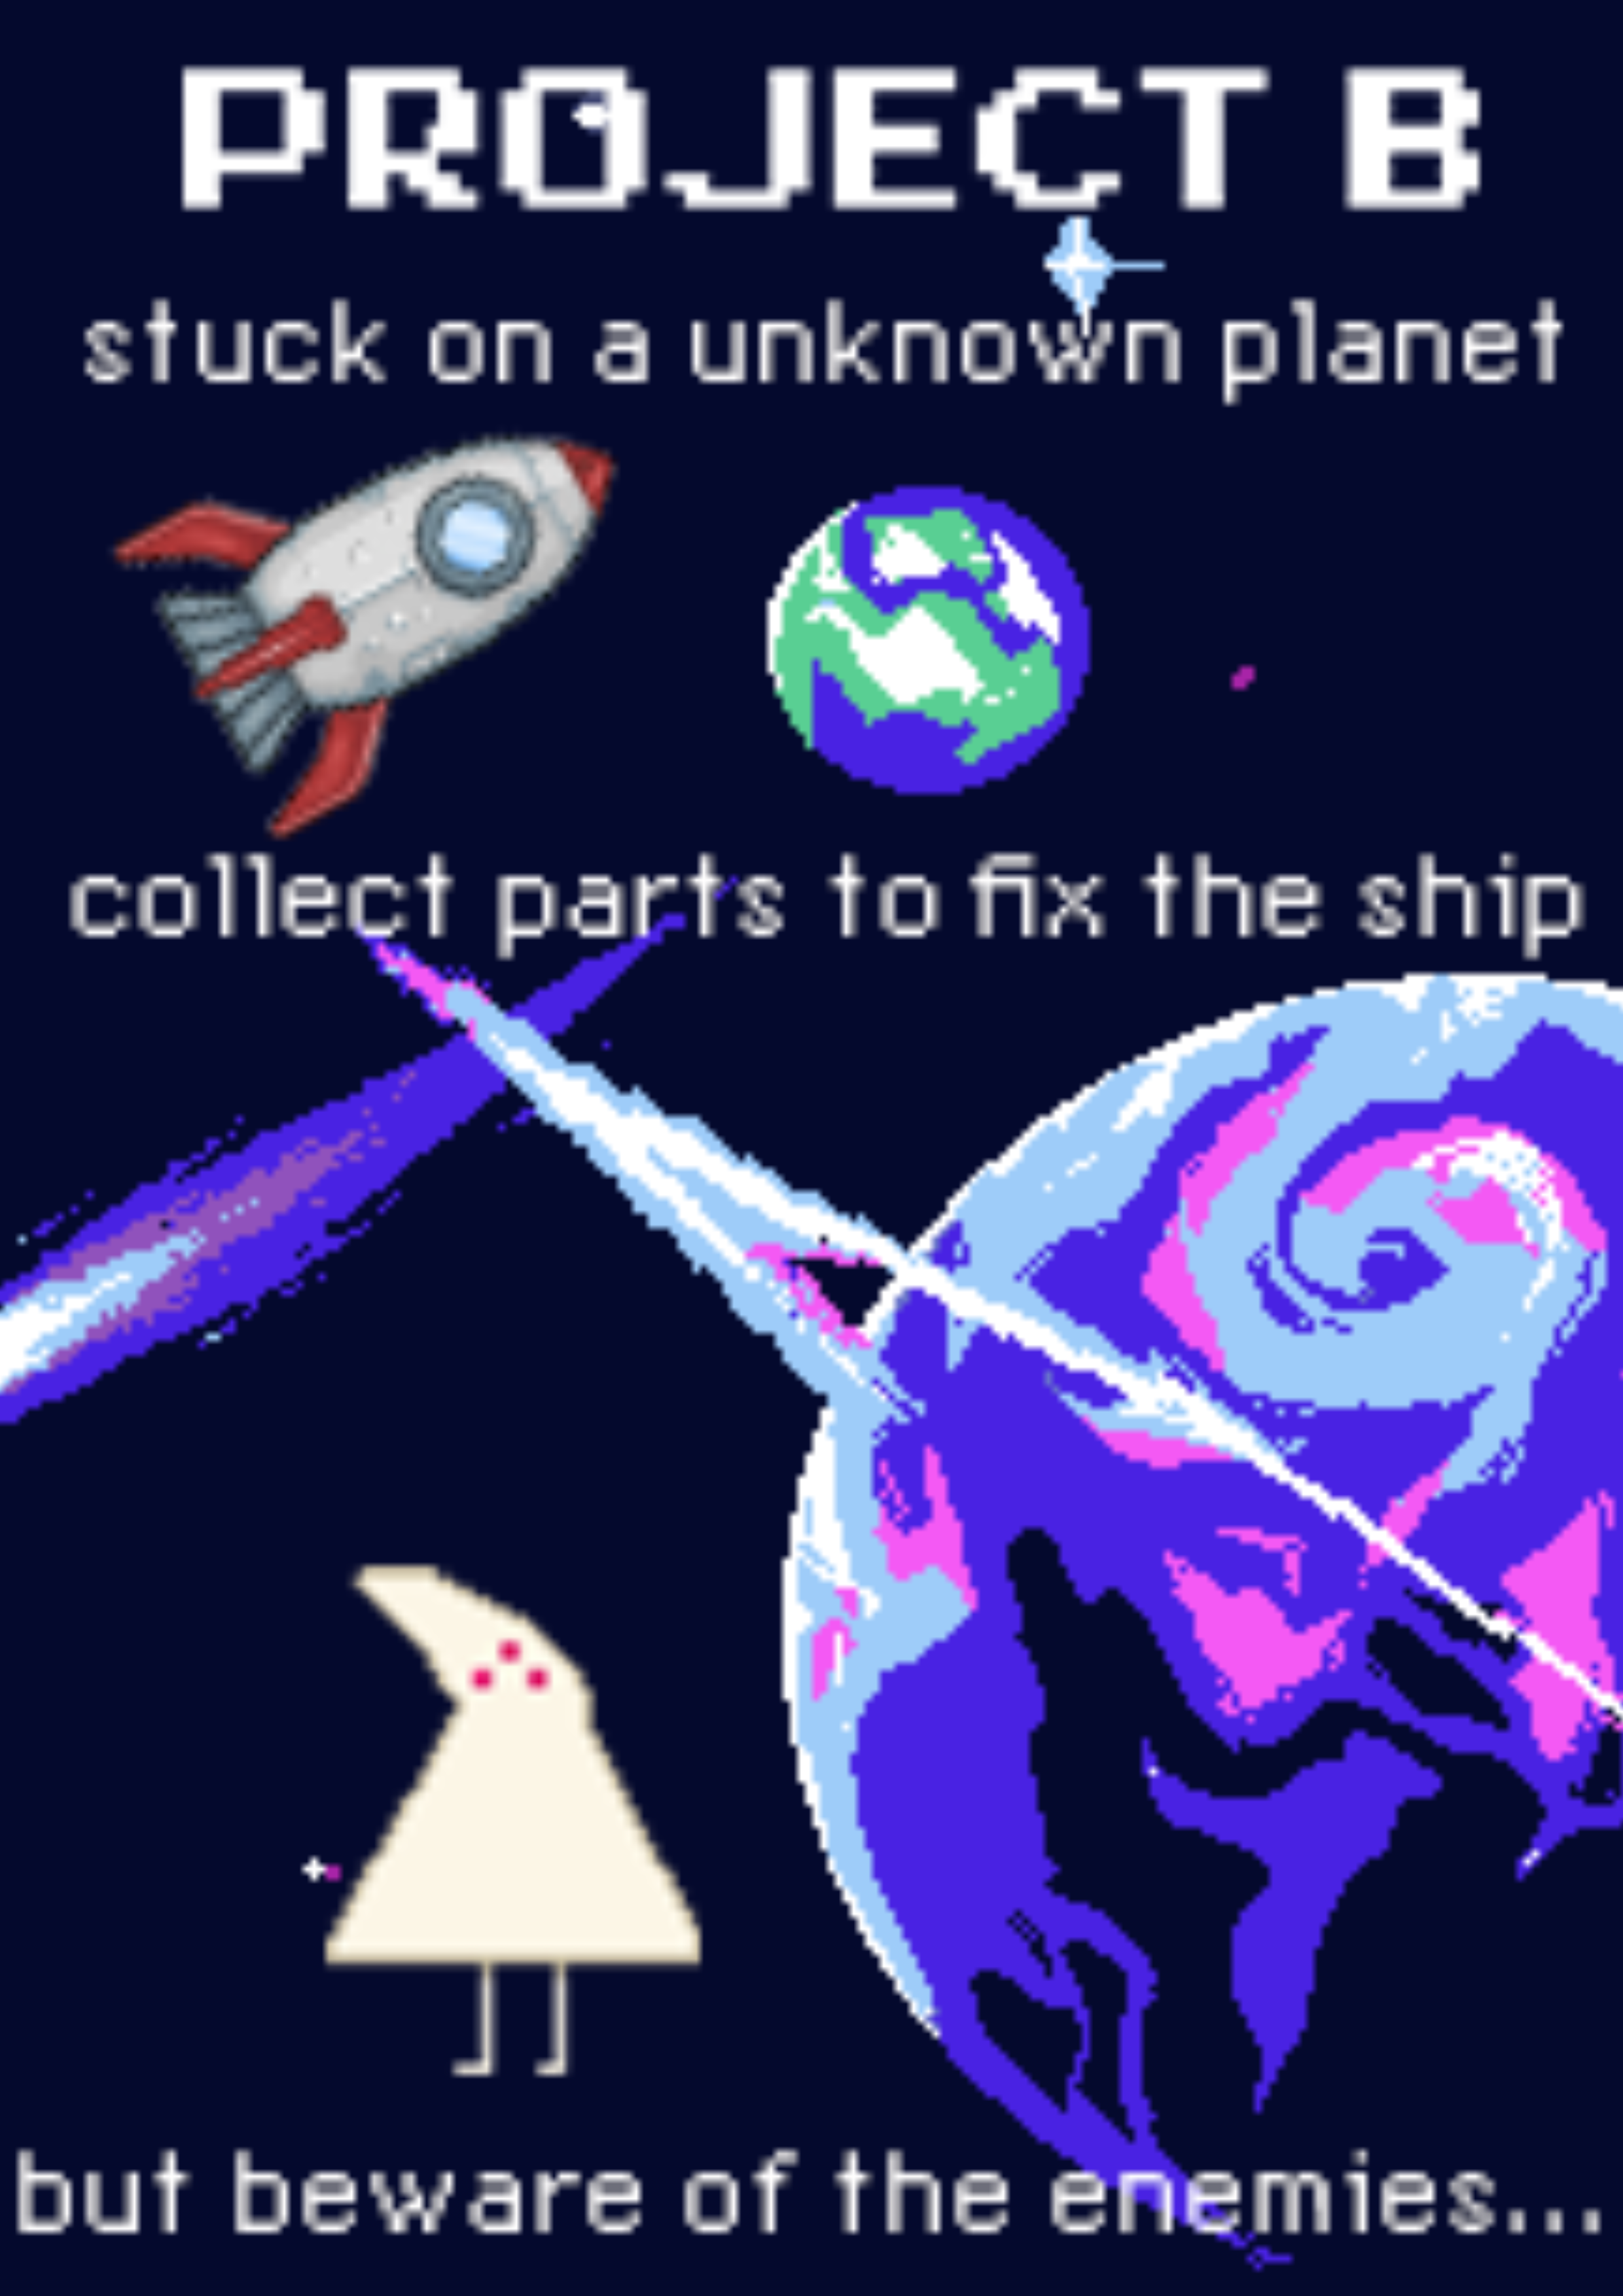 PROJECT B
stuck on a unknown planet
collect parts to fix the ship
but beware of the enemies...